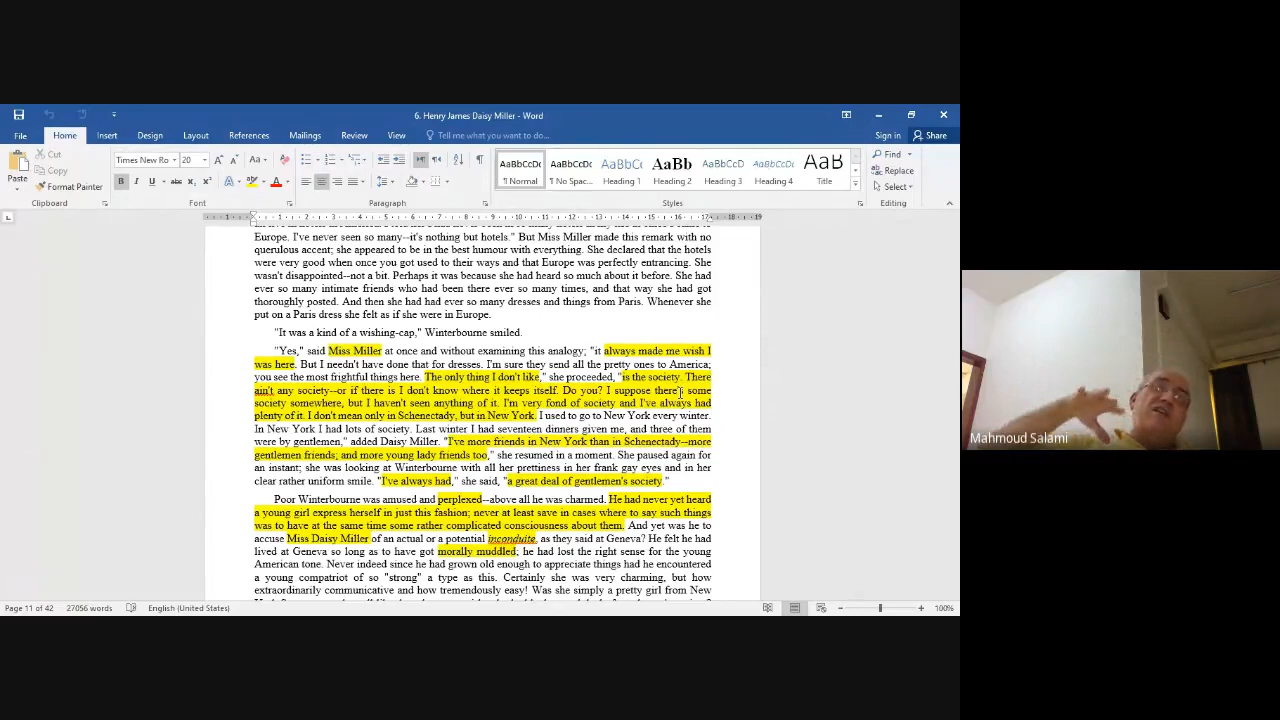 6. Henry James Daisy Miller - Word
File Home Insert Design Layout References Mailings Review View Tell me what you want to do... Sign in Share
Paste
Cut
Copy
Format Painter
Times New Ro 20
AaBbCcDc AaBbCcDc AaBbC AaBb AaBbCcD AaBbCcD AaB
¶ Normal ¶ No Spac... Heading 1 Heading 2 Heading 3 Heading 4 Title
Find
Replace
Select
Clipboard Font Paragraph Styles Editing
Europe. I've never seen so many--it's nothing but hotels." But Miss Miller made this remark with no
querulous accent; she appeared to be in the best humour with everything. She declared that the hotels
were very good when once you got used to their ways and that Europe was perfectly entrancing. She
wasn't disappointed--not a bit. Perhaps it was because she had heard so much about it before. She had
ever so many intimate friends who had been there ever so many times, and that way she had got
thoroughly posted. And then she had had ever so many dresses and things from Paris. Whenever she
put on a Paris dress she felt as if she were in Europe.
"It was a kind of a wishing-cap," Winterbourne smiled.
"Yes," said Miss Miller at once and without examining this analogy; "it always made me wish I
was here. But I needn't have done that for dresses. I'm sure they send all the pretty ones to America;
you see the most frightful things here. The only thing I don't like," she proceeded, "is the society. There
ain't any society--or if there is I don't know where it keeps itself. Do you? I suppose there's some
society somewhere, but I haven't seen anything of it. I'm very fond of society and I've always had
plenty of it. I don't mean only in Schenectady, but in New York. I used to go to New York every winter.
In New York I had lots of society. Last winter I had seventeen dinners given me, and three of them
were by gentlemen," added Daisy Miller. "I've more friends in New York than in Schenectady--more
gentlemen friends; and more young lady friends too," she resumed in a moment. She paused again for
an instant; she was looking at Winterbourne with all her prettiness in her frank gay eyes and in her
clear rather uniform smile. "I've always had," she said, "a great deal of gentlemen's society."
Poor Winterbourne was amused and perplexed--above all he was charmed. He had never yet heard
a young girl express herself in just this fashion; never at least save in cases where to say such things
was to have at the same time some rather complicated consciousness about them. And yet was he to
accuse Miss Daisy Miller of an actual or a potential inconduite, as they said at Geneva? He felt he had
lived at Geneva so long as to have got morally muddled; he had lost the right sense for the young
American tone. Never indeed since he had grown old enough to appreciate things had he encountered
a young compatriot of so "strong" a type as this. Certainly she was very charming, but how
extraordinarily communicative and how tremendously easy! Was she simply a pretty girl from New
Page 11 of 42 27056 words English (United States) 100%
Mahmoud Salami